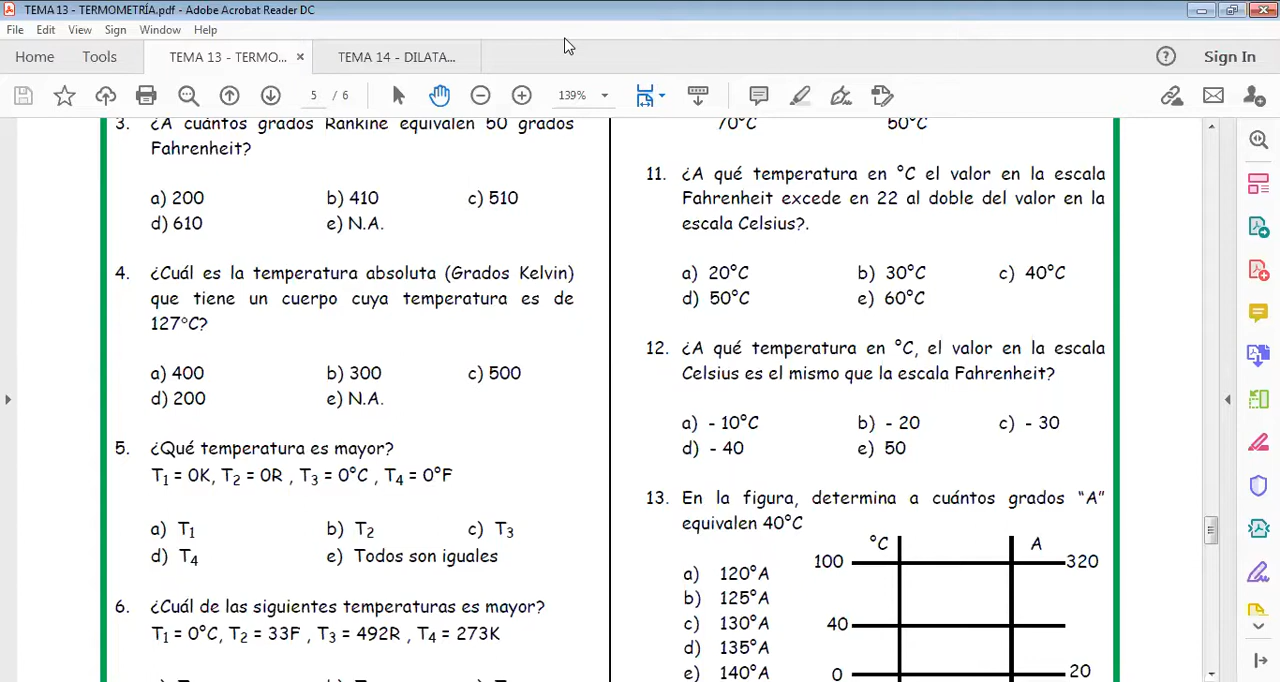 TEMA 13 - TERMOMETRÍA.pdf - Adobe Acrobat Reader DC
File Edit View Sign Window Help
Home Tools TEMA 13 - TERMO... × TEMA 14 - DILATA... Sign In
5 / 6 139%
3. ¿A cuántos grados Rankine equivalen 50 grados
Fahrenheit?
a) 200 b) 410 c) 510
d) 610 e) N.A.
4. ¿Cuál es la temperatura absoluta (Grados Kelvin)
que tiene un cuerpo cuya temperatura es de
127°C?
a) 400 b) 300 c) 500
d) 200 e) N.A.
5. ¿Qué temperatura es mayor?
T₁ = 0K, T₂ = 0R , T₃ = 0°C , T₄ = 0°F
a) T₁ b) T₂ c) T₃
d) T₄ e) Todos son iguales
6. ¿Cuál de las siguientes temperaturas es mayor?
T₁ = 0°C, T₂ = 33F , T₃ = 492R , T₄ = 273K
70°C 50°C
11. ¿A qué temperatura en °C el valor en la escala
Fahrenheit excede en 22 al doble del valor en la
escala Celsius?.
a) 20°C b) 30°C c) 40°C
d) 50°C e) 60°C
12. ¿A qué temperatura en °C, el valor en la escala
Celsius es el mismo que la escala Fahrenheit?
a) - 10°C b) - 20 c) - 30
d) - 40 e) 50
13. En la figura, determina a cuántos grados “A”
equivalen 40°C
a) 120°A
b) 125°A
c) 130°A
d) 135°A
e) 140°A
°C A
100 320
40
0 20